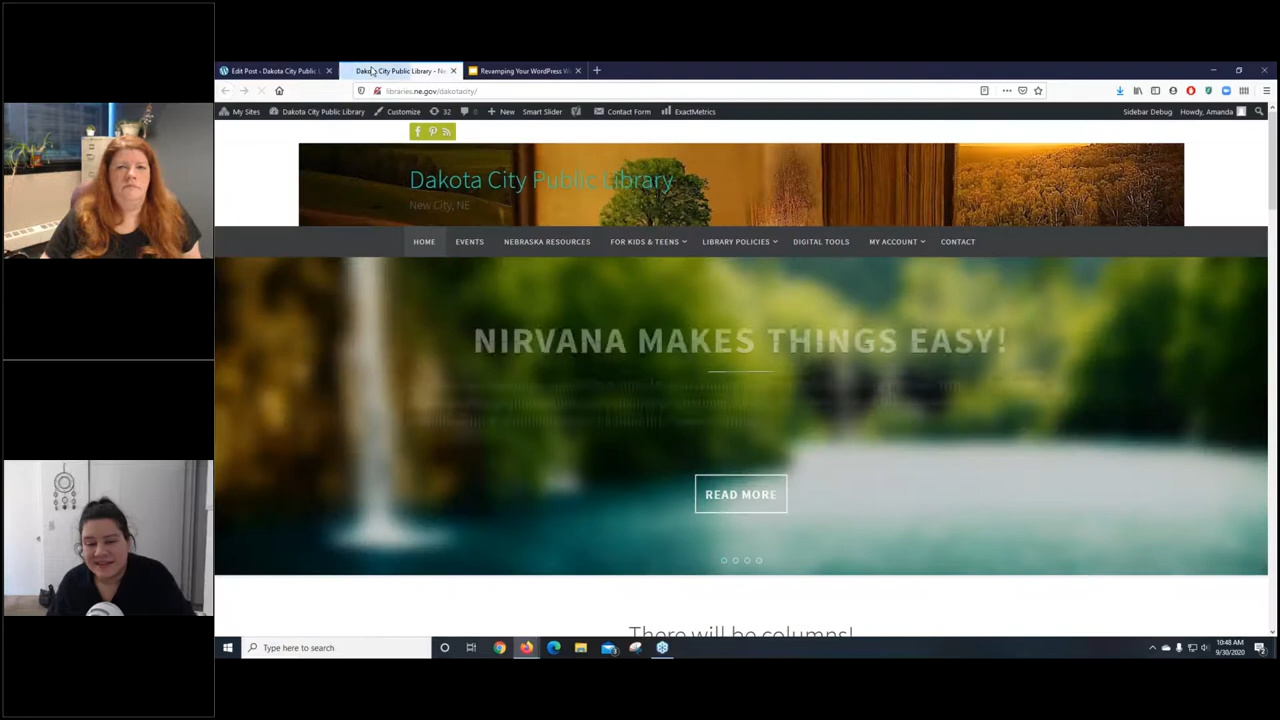 Edit Post - Dakota City Public L
Dakota City Public Library - Ne
Revamping Your WordPress W
libraries.ne.gov/dakotacity/
My Sites
Dakota City Public Library
Customize
32
New
Smart Slider
Contact Form
ExactMetrics
Sidebar Debug
Howdy, Amanda
Dakota City Public Library
New City, NE
HOME
EVENTS
NEBRASKA RESOURCES
FOR KIDS & TEENS
LIBRARY POLICIES
DIGITAL TOOLS
MY ACCOUNT
CONTACT
NIRVANA MAKES THINGS EASY!
READ MORE
There will be columns!
Type here to search
10:48 AM
9/30/2020